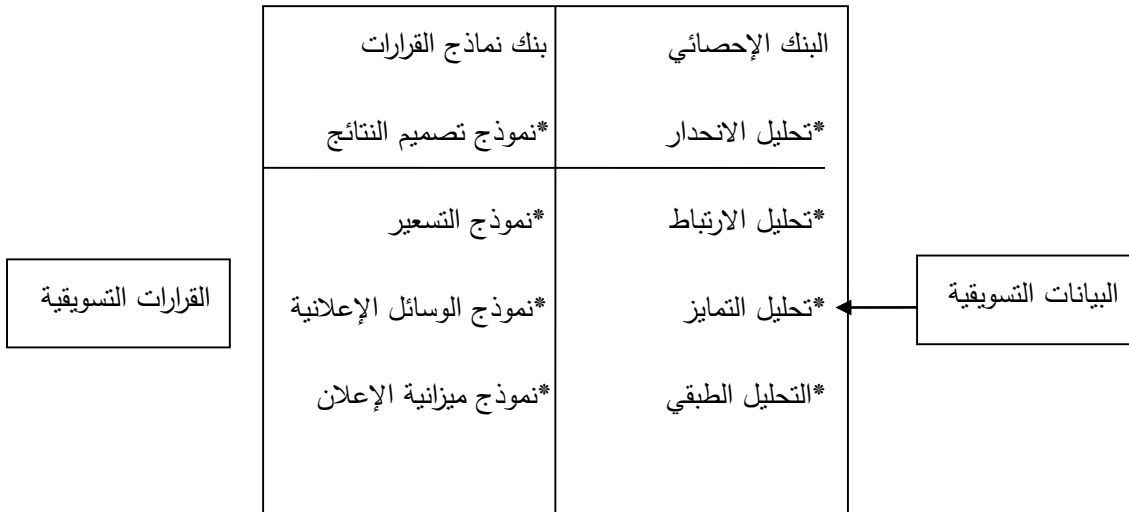 البنك الإحصائي
*تحليل الانحدار
*تحليل الارتباط
*تحليل التمايز
*التحليل الطبقي
بنك نماذج القرارات
*نموذج تصميم النتائج
*نموذج التسعير
*نموذج الوسائل الإعلانية
*نموذج ميزانية الإعلان
البيانات التسويقية
القرارات التسويقية